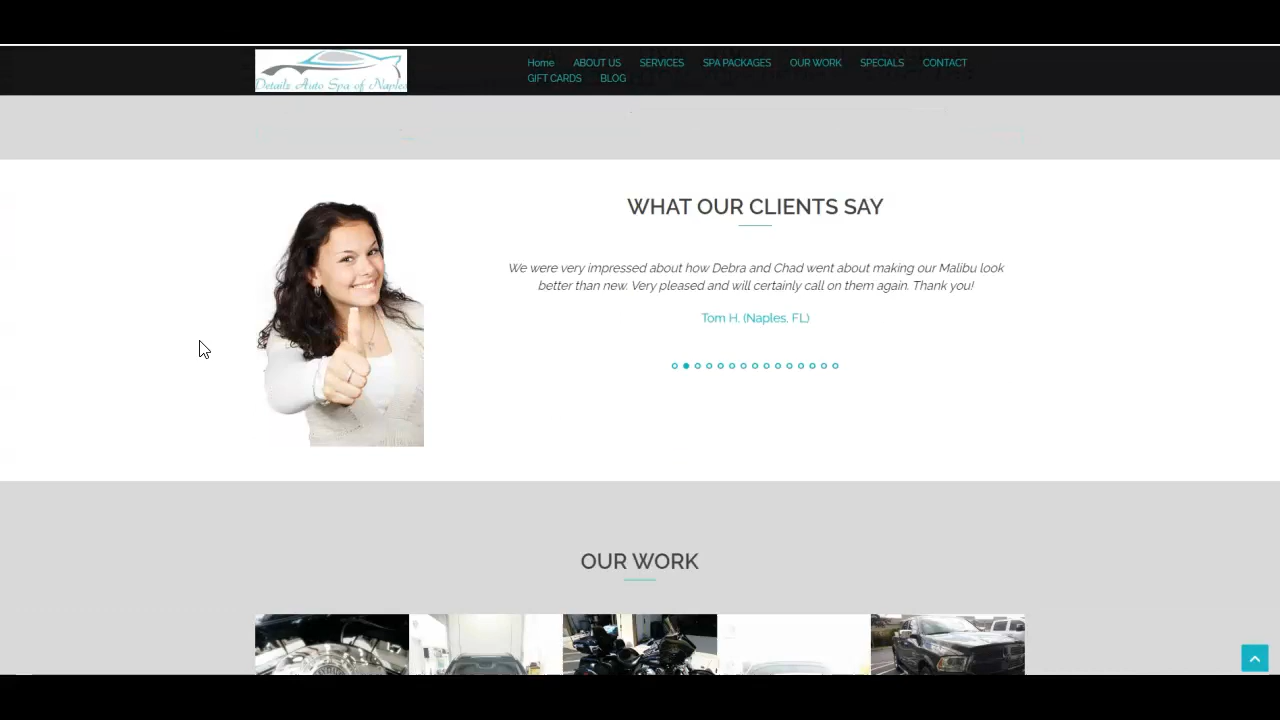 Details Auto Spa of Naples
Home ABOUT US SERVICES SPA PACKAGES OUR WORK SPECIALS CONTACT
GIFT CARDS BLOG
WHAT OUR CLIENTS SAY
We were very impressed about how Debra and Chad went about making our Malibu look
better than new. Very pleased and will certainly call on them again. Thank you!
Tom H. (Naples, FL)
OUR WORK